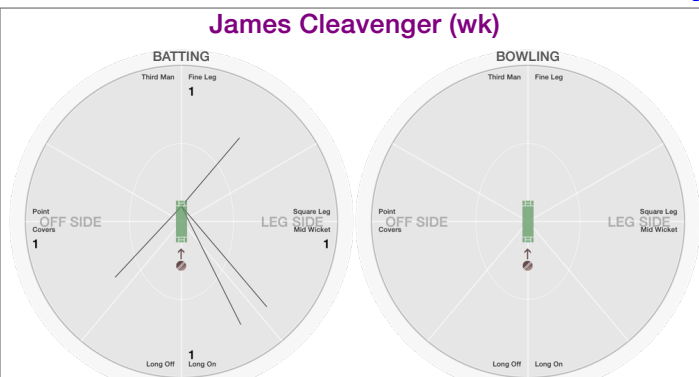 James Cleavenger (wk)
BATTING
Third Man Fine Leg
1
Point
OFF SIDE
Covers
1
Square Leg
LEG SIDE
Mid Wicket
1
1
Long Off Long On
BOWLING
Third Man Fine Leg
Point
OFF SIDE
Covers
Square Leg
LEG SIDE
Mid Wicket
Long Off Long On